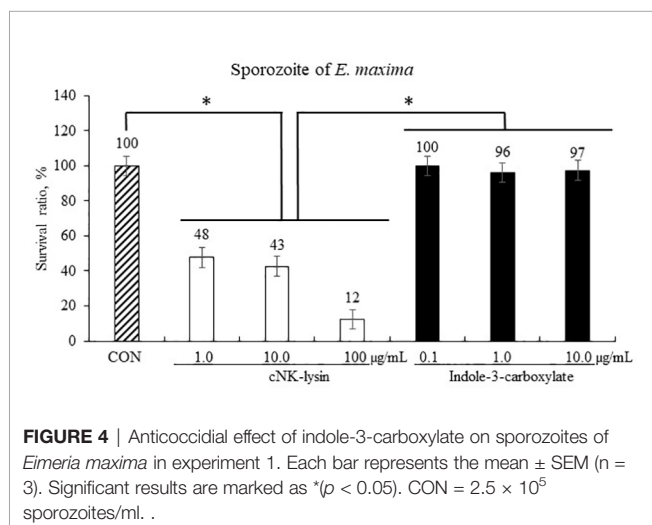 Sporozoite of E. maxima
Survival ratio, %
140
120
100
80
60
40
20
0
*
*
100
48
43
12
100
96
97
CON
1.0 10.0 100 μg/mL
0.1 1.0 10.0 μg/mL
cNK-lysin
Indole-3-carboxylate
FIGURE 4 | Anticoccidial effect of indole-3-carboxylate on sporozoites of
Eimeria maxima in experiment 1. Each bar represents the mean ± SEM (n =
3). Significant results are marked as *(p < 0.05). CON = 2.5 × 10⁵
sporozoites/ml. .